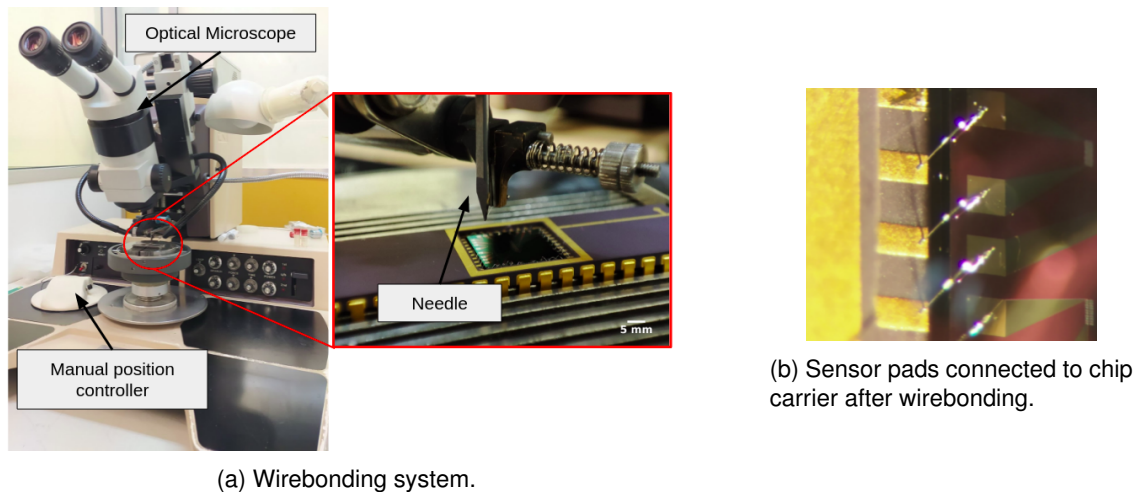 Optical Microscope
Needle
5 mm
Manual position
controller
(a) Wirebonding system.
(b) Sensor pads connected to chip
carrier after wirebonding.